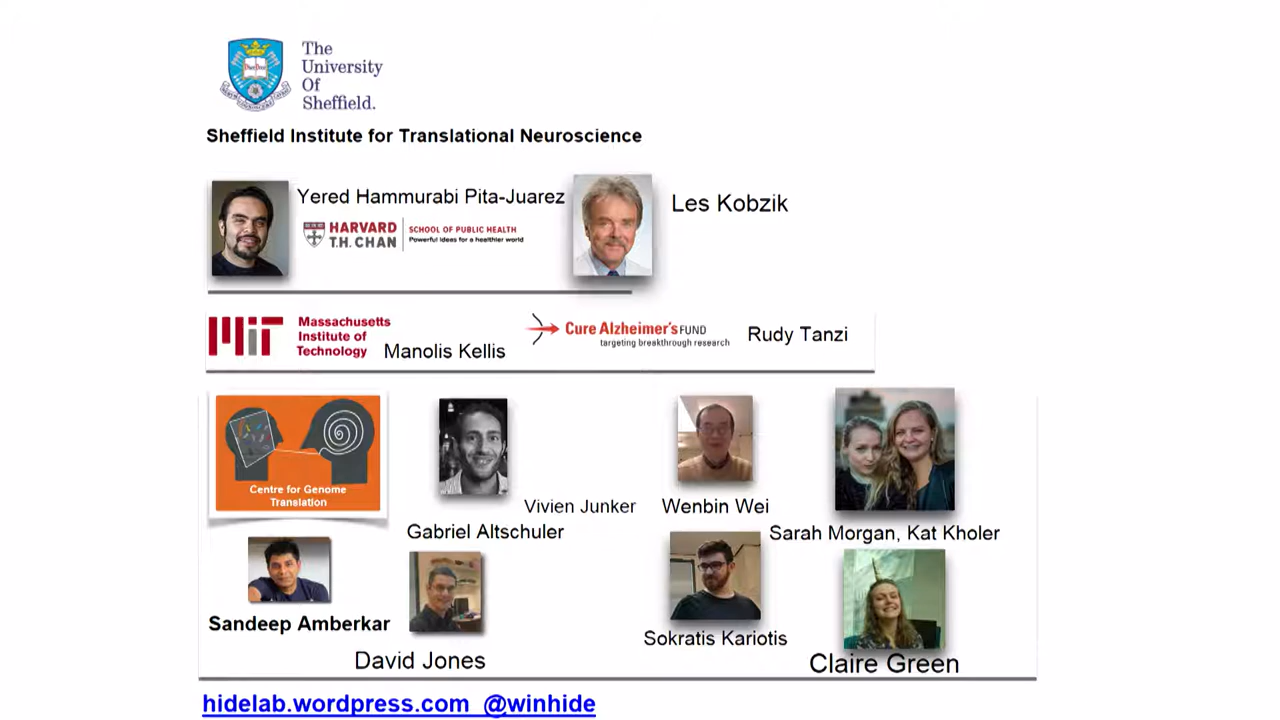 The
University
Of
Sheffield.
Sheffield Institute for Translational Neuroscience
Yered Hammurabi Pita-Juarez
Les Kobzik
HARVARD
T.H. CHAN
SCHOOL OF PUBLIC HEALTH
Powerful ideas for a healthier world
MIT
Massachusetts
Institute of
Technology
Manolis Kellis
Cure Alzheimer's FUND
targeting breakthrough research
Rudy Tanzi
Centre for Genome
Translation
Vivien Junker
Wenbin Wei
Gabriel Altschuler
Sarah Morgan, Kat Kholer
Sandeep Amberkar
Sokratis Kariotis
David Jones
Claire Green
hidelab.wordpress.com @winhide